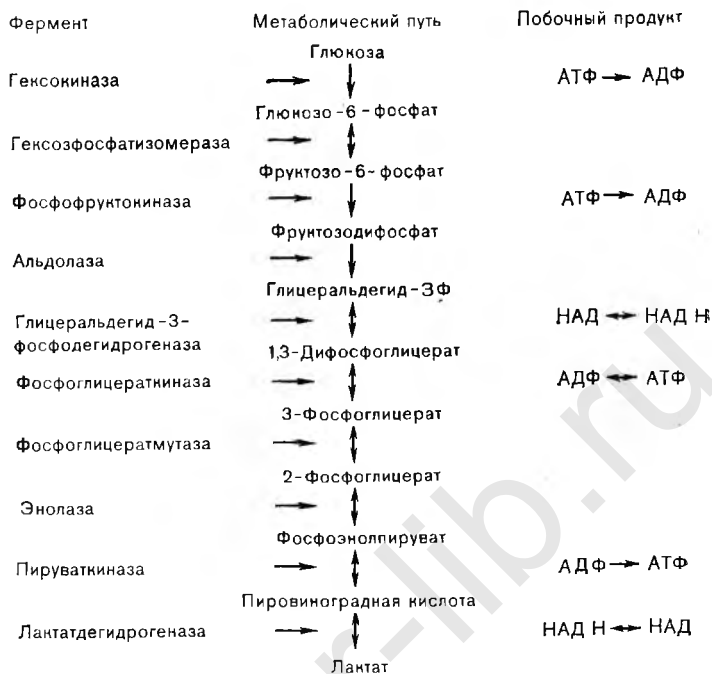 Фермент Метаболический путь Побочный продукт
Глюкоза
Гексокиназа АТФ → АДФ
Глюкозо-6-фосфат
Гексозфосфатизомераза
Фруктозо-6-фосфат
Фосфофруктокиназа АТФ → АДФ
Фруктозодифосфат
Альдолаза
Глицеральдегид-3Ф
Глицеральдегид-3- НАД ↔ НАД Н
фосфодегидрогеназа
1,3-Дифосфоглицерат
Фосфоглицераткиназа АДФ ↔ АТФ
3-Фосфоглицерат
Фосфоглицератмутаза
2-Фосфоглицерат
Энолаза
Фосфоэнолпируват
Пируваткиназа АДФ → АТФ
Пировиноградная кислота
Лактатдегидрогеназа НАД Н ↔ НАД
Лактат
r-lib.ru